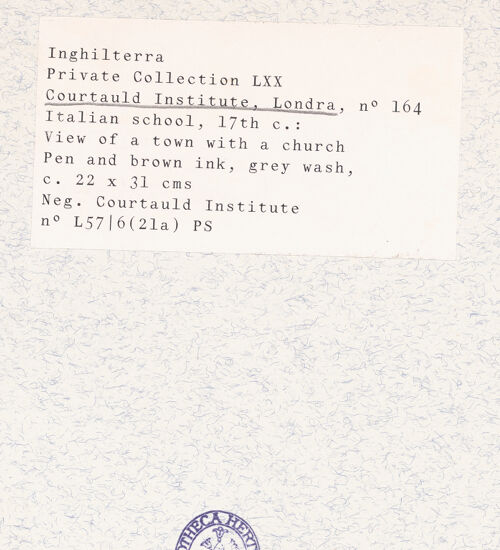 Inghilterra
Private Collection LXX
Courtauld Institute, Londra, nº 164
Italian school, 17th c.:
View of a town with a church
Pen and brown ink, grey wash,
c. 22 x 31 cms
Neg. Courtauld Institute
nº L57|6(21a) PS